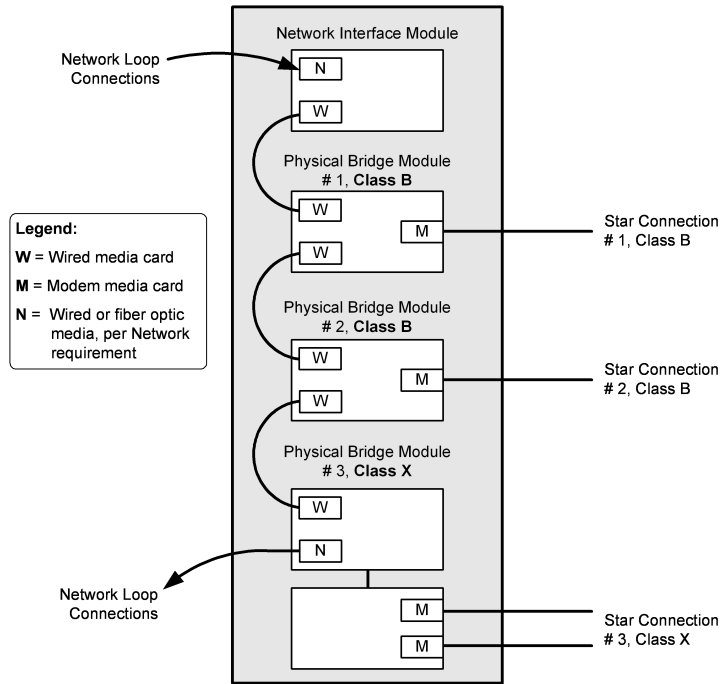 Network Interface Module
Network Loop
Connections
N
W
Physical Bridge Module
# 1, Class B
W
M
W
Star Connection
# 1, Class B
Legend:
W = Wired media card
M = Modem media card
N = Wired or fiber optic
media, per Network
requirement
Physical Bridge Module
# 2, Class B
W
M
W
Star Connection
# 2, Class B
Physical Bridge Module
# 3, Class X
W
N
Network Loop
Connections
M
M
Star Connection
# 3, Class X